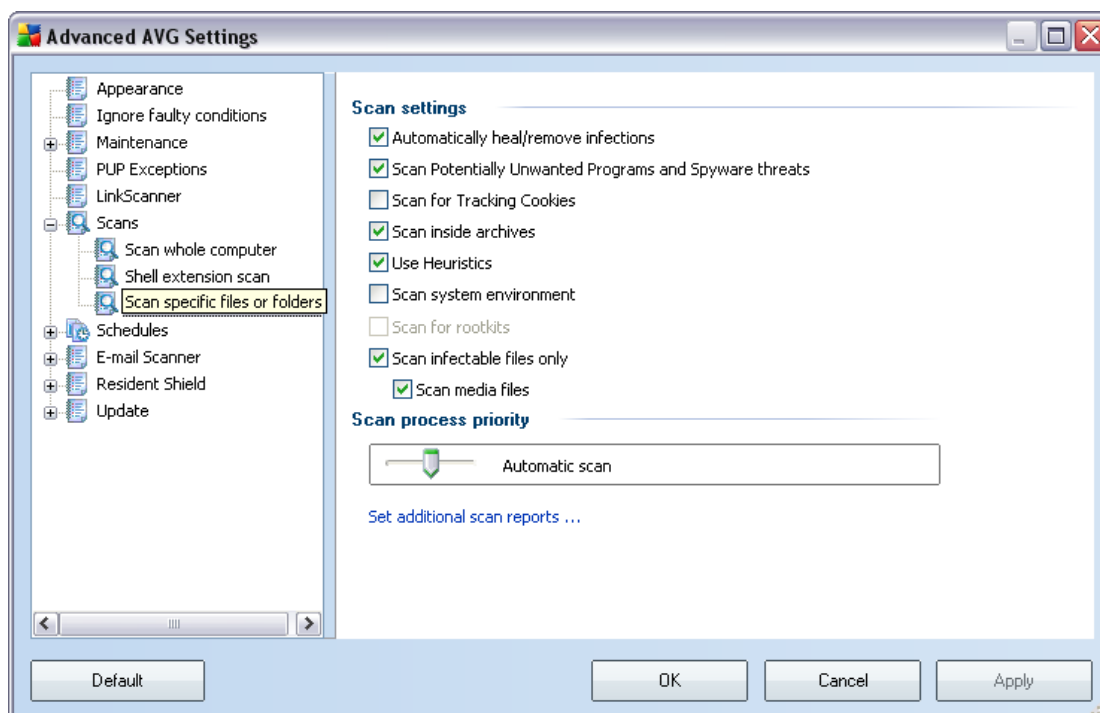 Advanced AVG Settings
Appearance
Ignore faulty conditions
Maintenance
PUP Exceptions
LinkScanner
Scans
Scan whole computer
Shell extension scan
Scan specific files or folders
Schedules
E-mail Scanner
Resident Shield
Update
Scan settings
Automatically heal/remove infections
Scan Potentially Unwanted Programs and Spyware threats
Scan for Tracking Cookies
Scan inside archives
Use Heuristics
Scan system environment
Scan for rootkits
Scan infectable files only
Scan media files
Scan process priority
Automatic scan
Set additional scan reports ...
Default
OK
Cancel
Apply